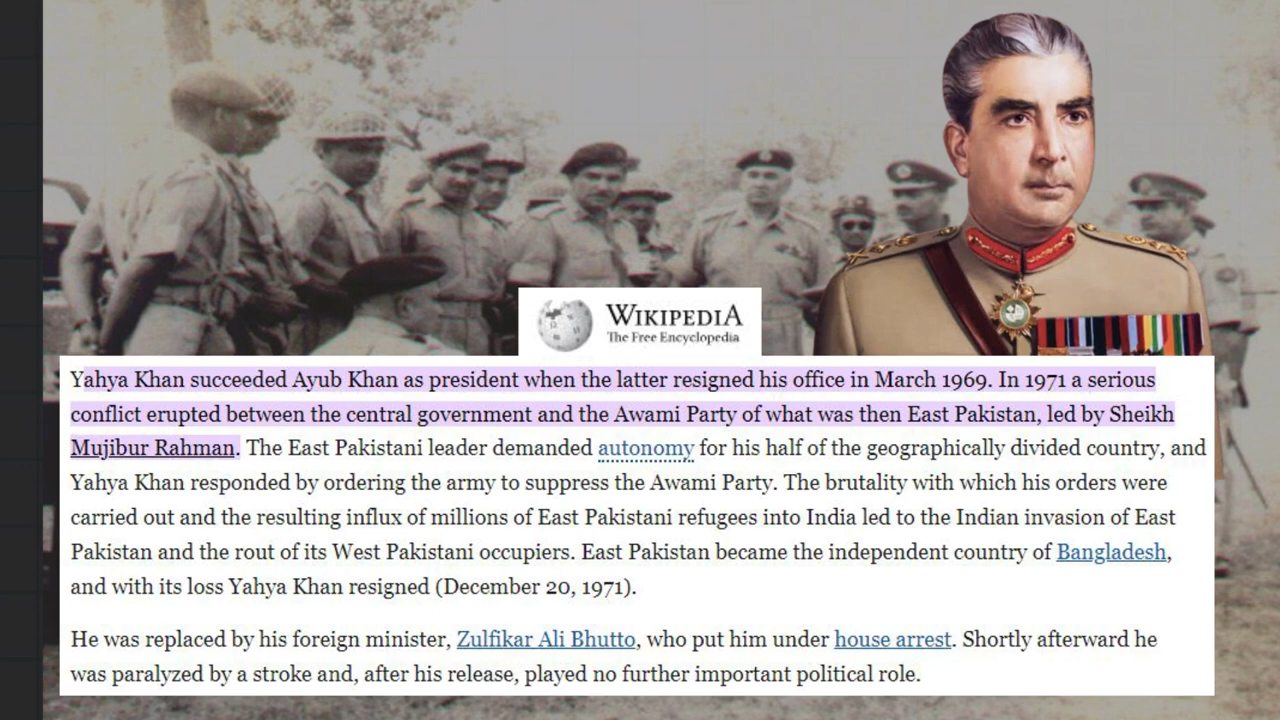 WIKIPEDIA
The Free Encyclopedia
Yahya Khan succeeded Ayub Khan as president when the latter resigned his office in March 1969. In 1971 a serious
conflict erupted between the central government and the Awami Party of what was then East Pakistan, led by Sheikh
Mujibur Rahman. The East Pakistani leader demanded autonomy for his half of the geographically divided country, and
Yahya Khan responded by ordering the army to suppress the Awami Party. The brutality with which his orders were
carried out and the resulting influx of millions of East Pakistani refugees into India led to the Indian invasion of East
Pakistan and the rout of its West Pakistani occupiers. East Pakistan became the independent country of Bangladesh,
and with its loss Yahya Khan resigned (December 20, 1971).
He was replaced by his foreign minister, Zulfikar Ali Bhutto, who put him under house arrest. Shortly afterward he
was paralyzed by a stroke and, after his release, played no further important political role.